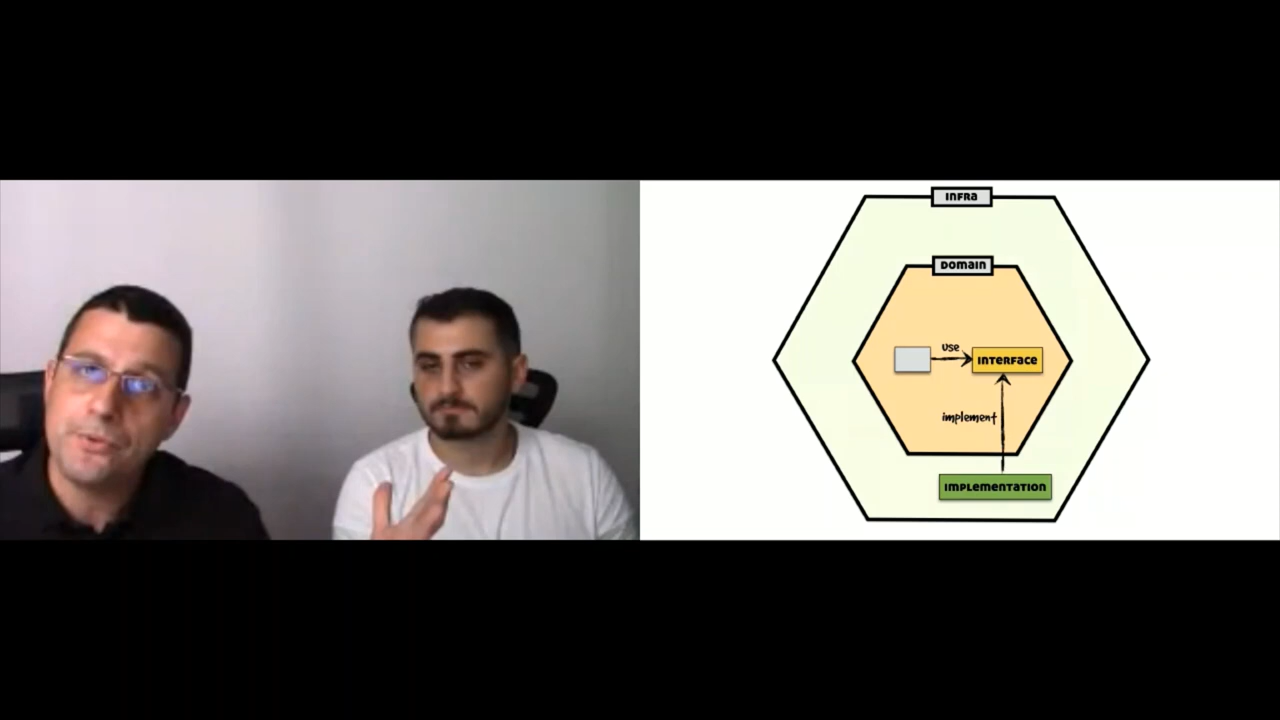 INFRA
DOMAIN
use
INTERFACE
implement
IMPLEMENTATION